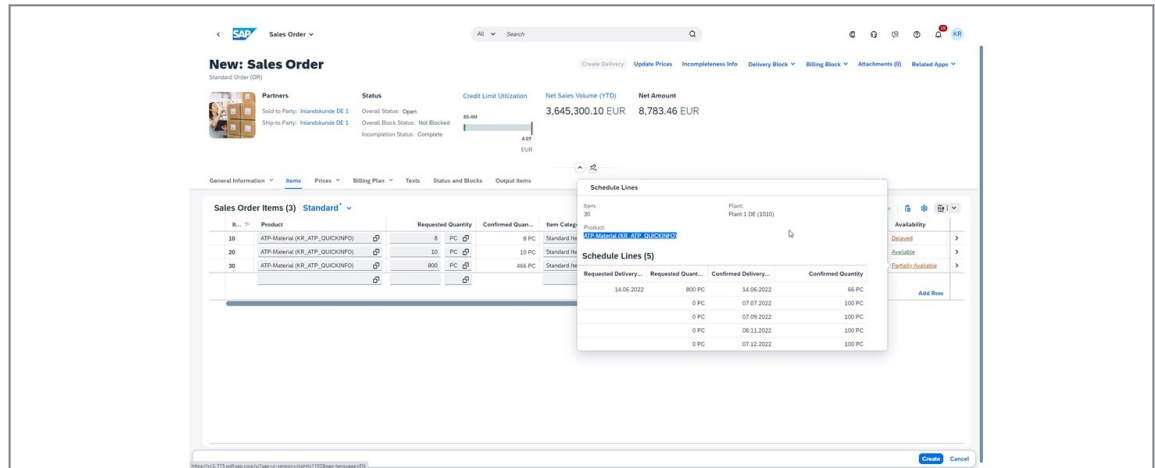 SAP Sales Order All Search 
KR
New: Sales Order
Create Delivery Update Prices Incompleteness Info Delivery Block Billing Block Attachments (0) Related Apps
Standard Order (OR)
Partners Status Credit Limit Utilization Net Sales Volume (YTD) Net Amount
Sold-to Party: Inlandskunde DE 1 Overall Status: Open 3,645,300.10 EUR 8,783.46 EUR
Ship-to Party: Inlandskunde DE 1 Overall Block Status: Not Blocked
Incompletion Status: Complete
EUR
General Information Items Prices Billing Plan Texts Status and Blocks Output Items
Schedule Lines
Item: Plant:
30 Plant 1 DE (1010)
Product:
ATP-Material (KR_ATP_QUICKINFO)
Schedule Lines (5)
Requested Delivery... Requested Quant... Confirmed Delivery... Confirmed Quantity
14.06.2022 800 PC 14.06.2022 66 PC
0 PC 07.07.2022 100 PC
0 PC 07.09.2022 100 PC
0 PC 08.11.2022 100 PC
0 PC 07.12.2022 100 PC
Sales Order Items (3) Standard*
It... Product Requested Quantity Confirmed Quan... Item Categ Availability
10 ATP-Material (KR_ATP_QUICKINFO) 8 PC 8 PC Standard Ite Delayed
20 ATP-Material (KR_ATP_QUICKINFO) 10 PC 10 PC Standard Ite Available
30 ATP-Material (KR_ATP_QUICKINFO) 800 PC 466 PC Standard Ite Partially Available
Add Row
Create Cancel